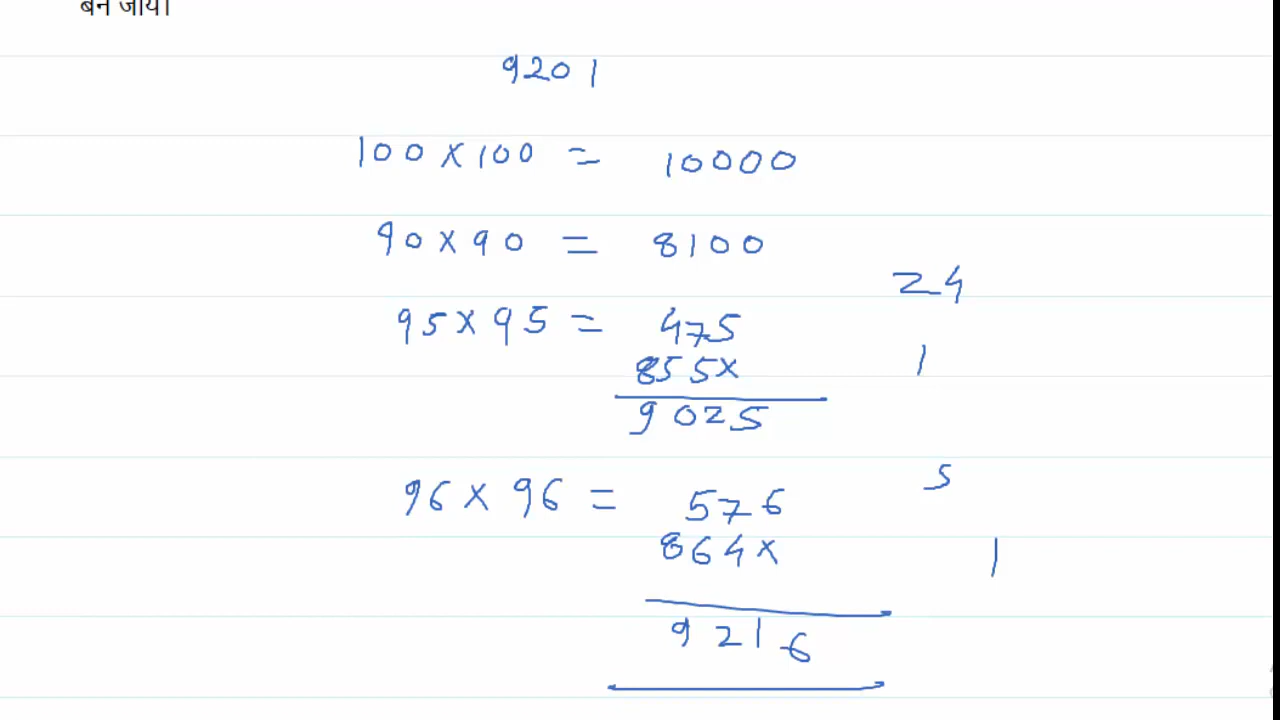 बन जाये।
9201
100 x 100 = 10000
90 x 90 = 8100
24
95 x 95 = 475
855x
1
9025
5
96 x 96 = 576
864x
1
9216